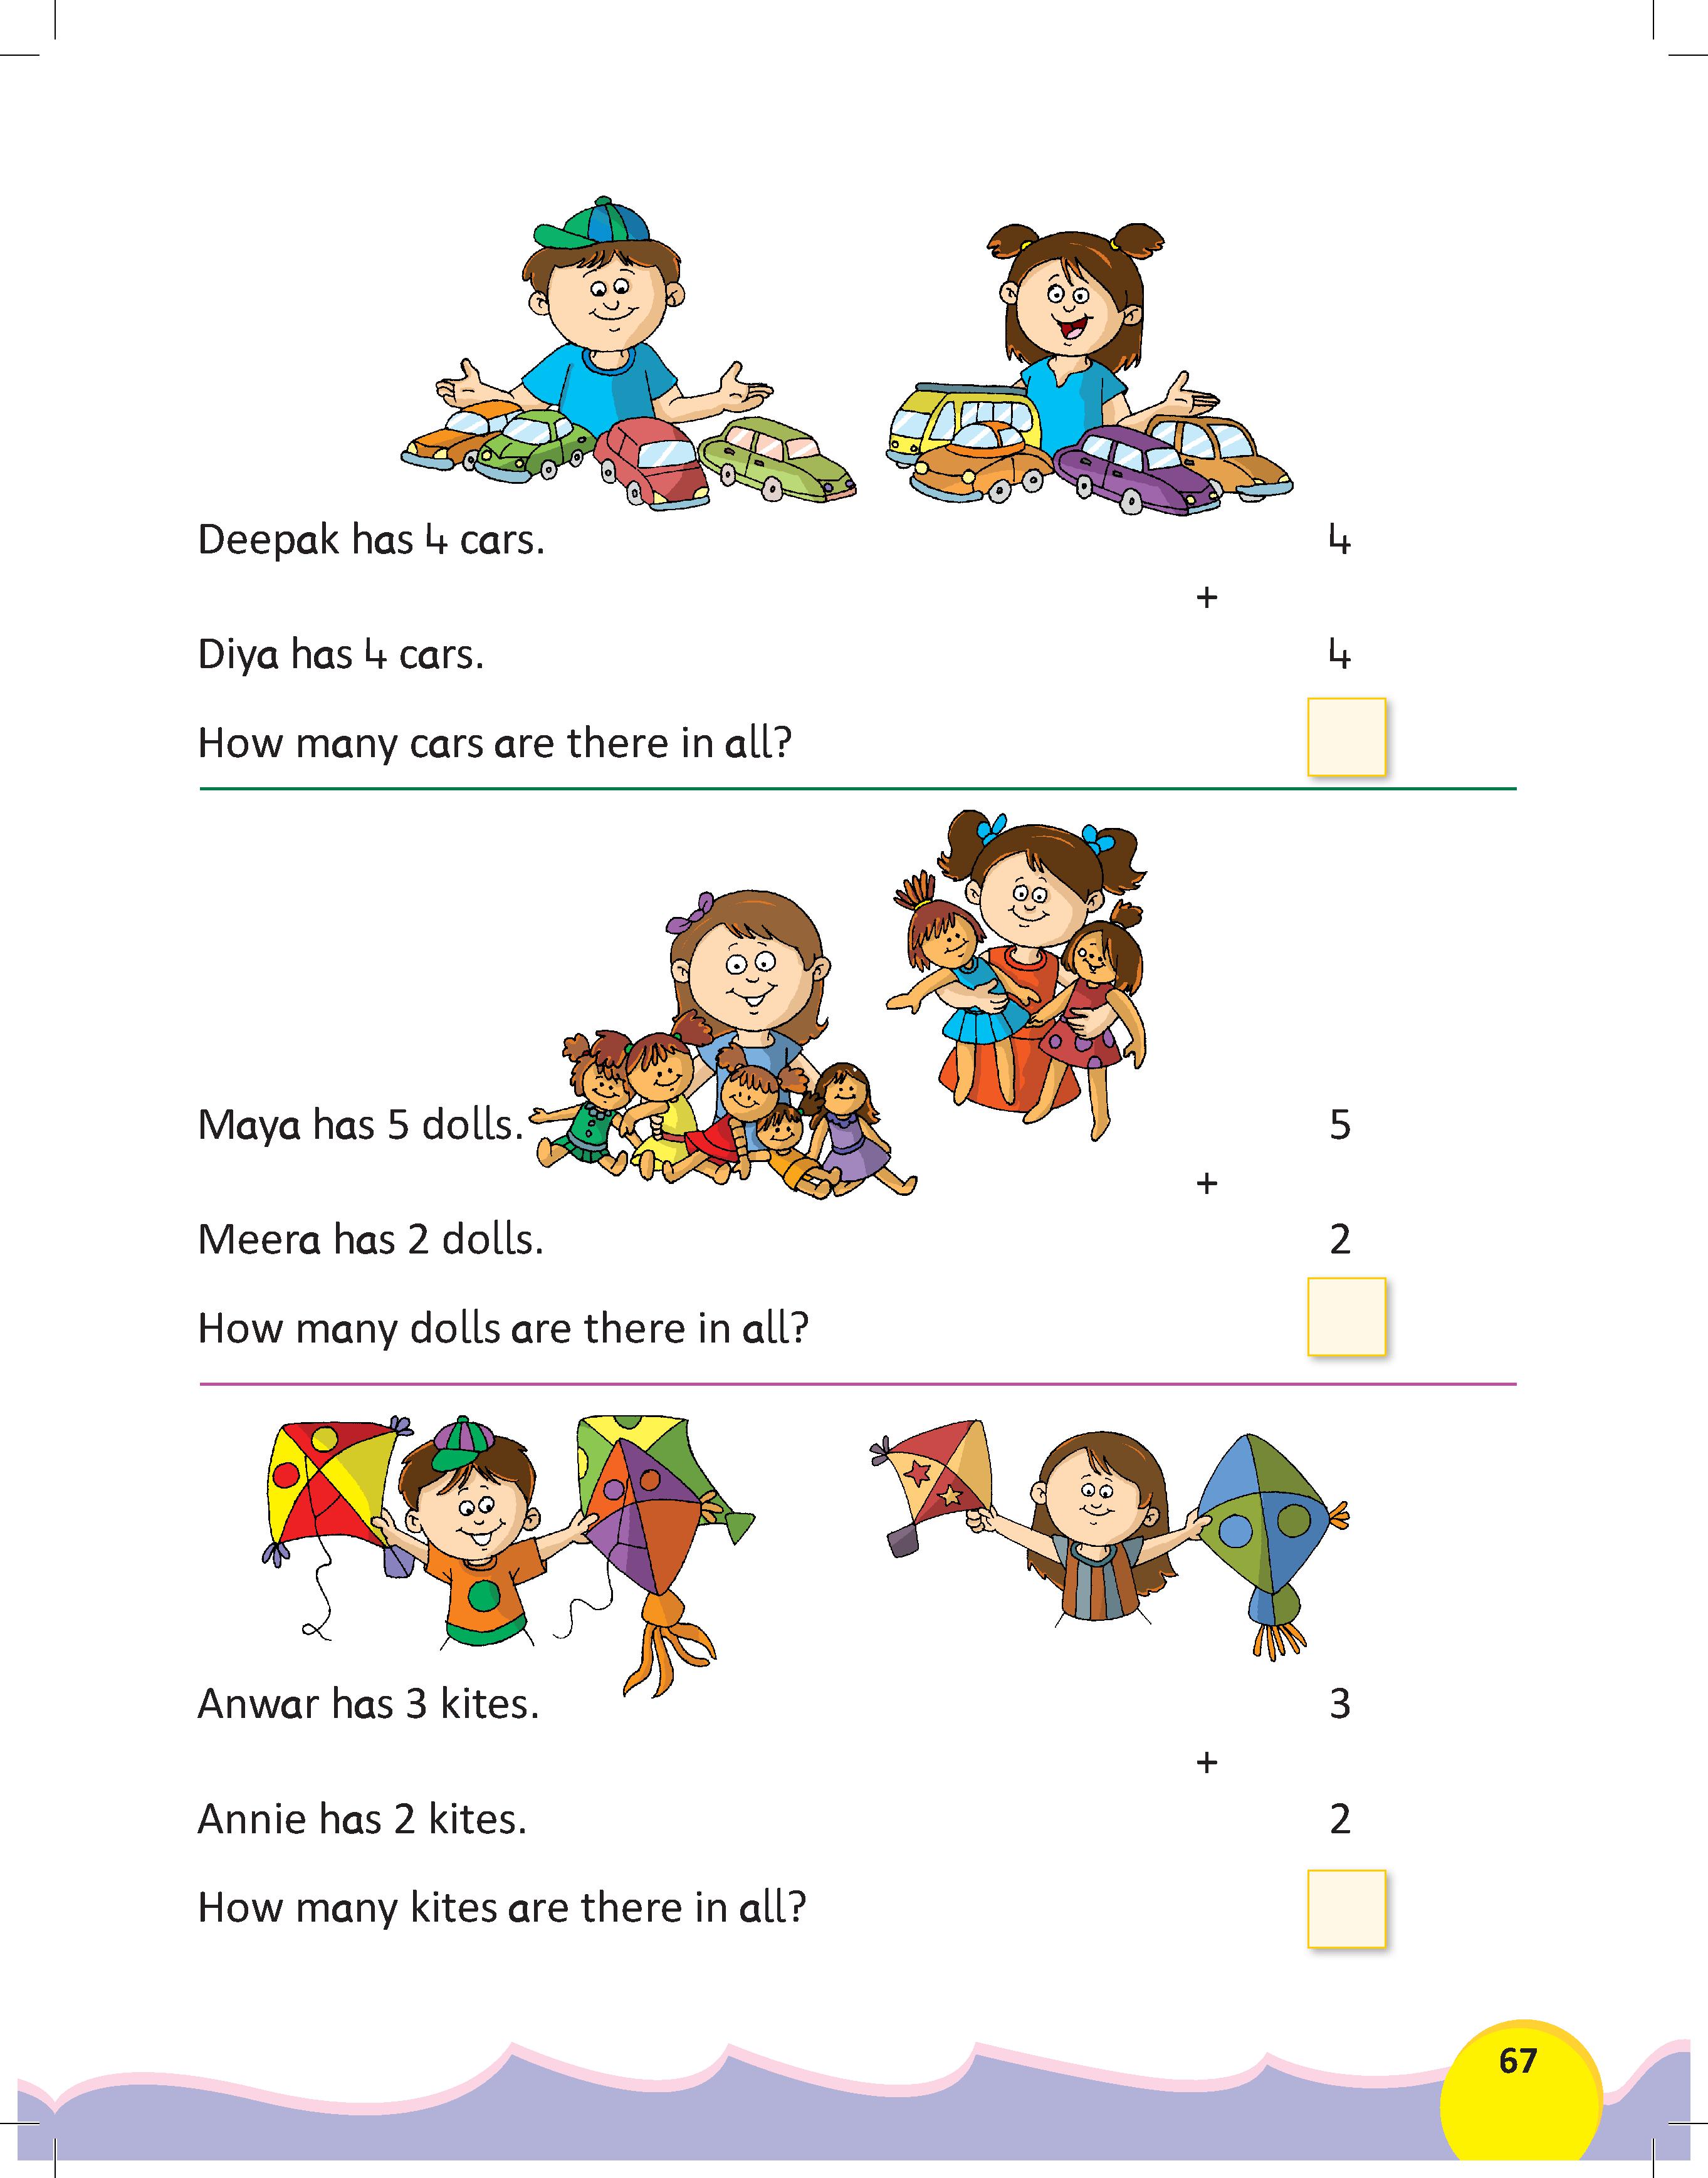 Deepak has 4 cars. 4
+
Diya has 4 cars. 4
How many cars are there in all?
Maya has 5 dolls. 5
+
Meera has 2 dolls. 2
How many dolls are there in all?
Anwar has 3 kites. 3
+
Annie has 2 kites. 2
How many kites are there in all?
67